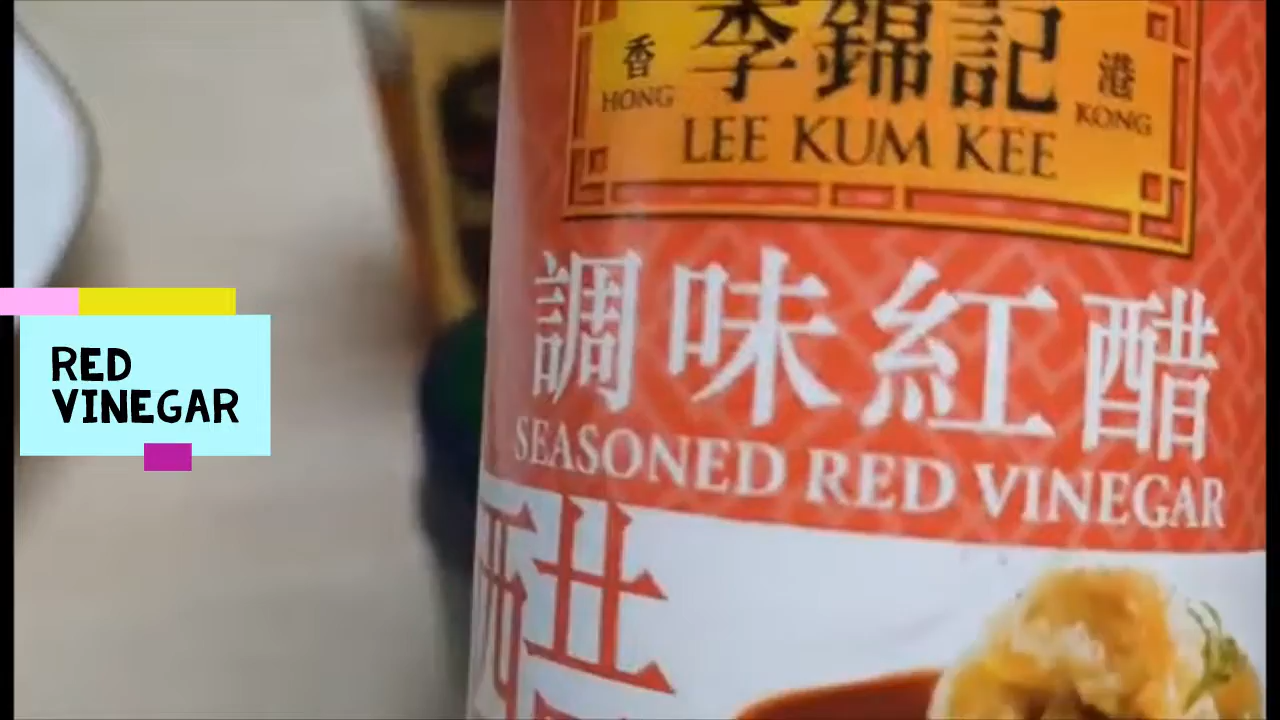 香 李錦記 港
HONG KONG
LEE KUM KEE
調味紅醋
SEASONED RED VINEGAR
醋
RED
VINEGAR